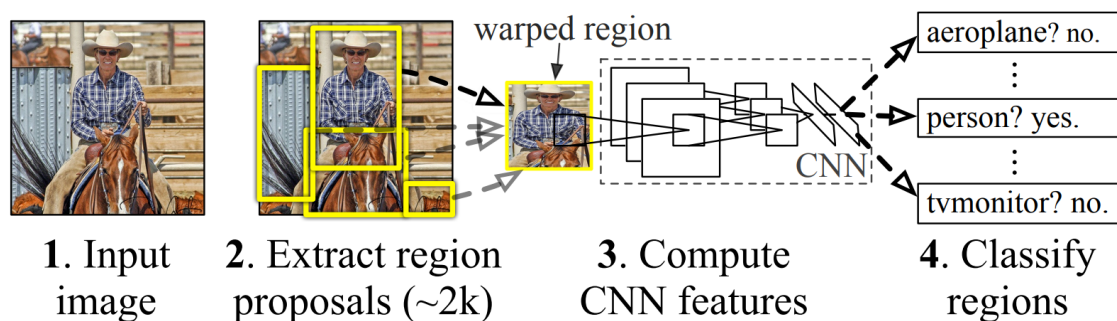 warped region
aeroplane? no.
⋮
person? yes.
⋮
tvmonitor? no.
CNN
1. Input
image
2. Extract region
proposals (~2k)
3. Compute
CNN features
4. Classify
regions